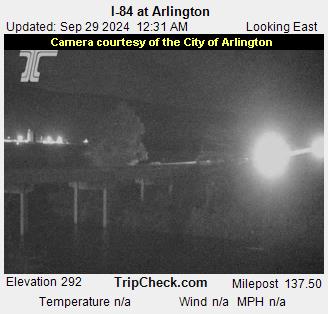 I-84 at Arlington
Updated: Sep 29 2024 12:31 AM Looking East
Camera courtesy of the City of Arlington
Elevation 292 TripCheck.com Milepost 137.50
Temperature n/a Wind n/a MPH n/a